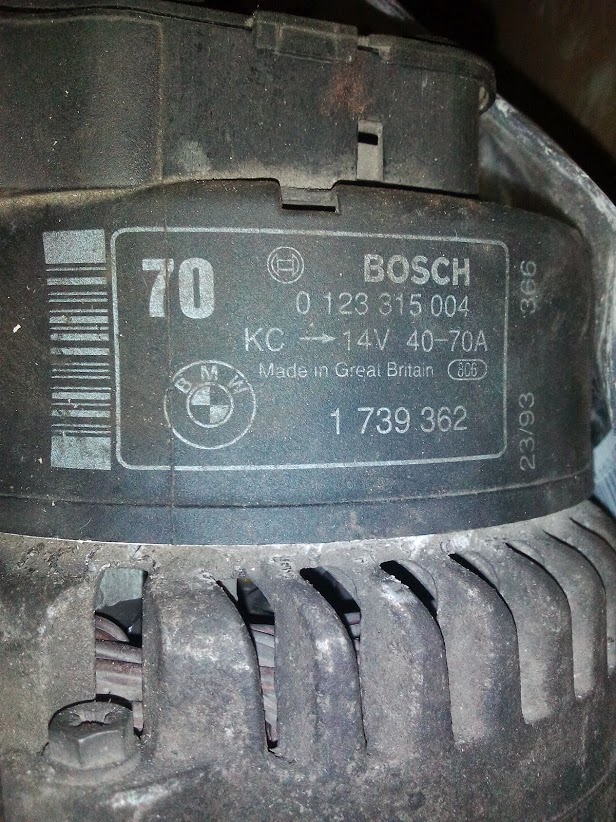 70
BOSCH
0 123 315 004
KC → 14V 40-70A
Made in Great Britain 806
BMW
1 739 362
23/93 366